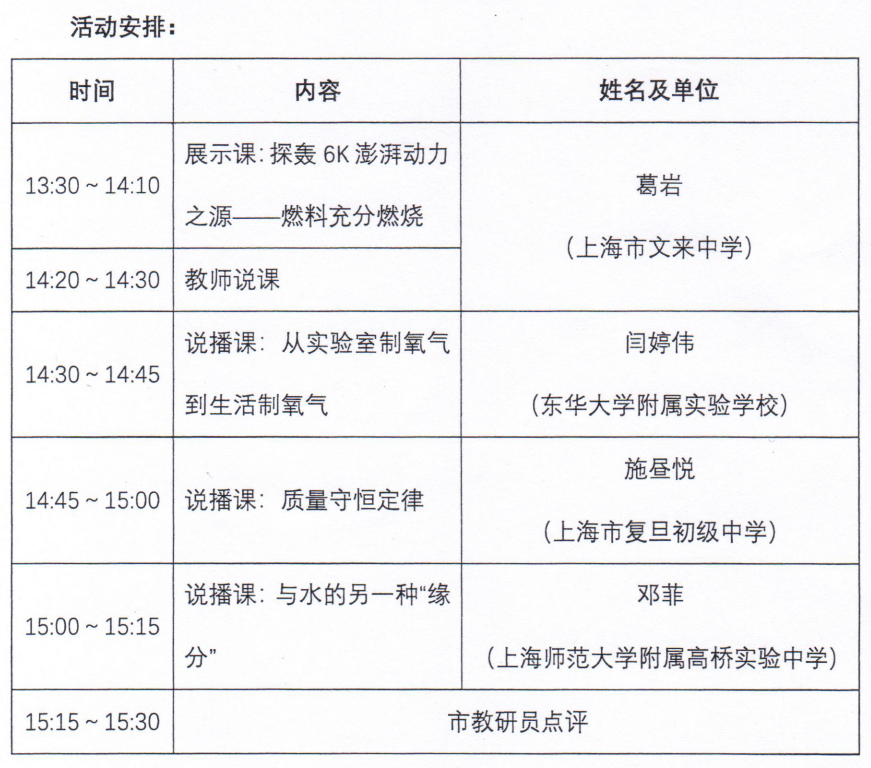 活动安排：
时间 内容 姓名及单位
13:30 ~ 14:10
展示课：探轰 6K 澎湃动力
之源——燃料充分燃烧
葛岩
（上海市文来中学）
14:20 ~ 14:30 教师说课
14:30 ~ 14:45
说播课： 从实验室制氧气
到生活制氧气
闫婷伟
（东华大学附属实验学校）
14:45 ~ 15:00 说播课： 质量守恒定律
施昼悦
（上海市复旦初级中学）
15:00 ~ 15:15
说播课：与水的另一种“缘
分”
邓菲
（上海师范大学附属高桥实验中学）
15:15 ~ 15:30 市教研员点评